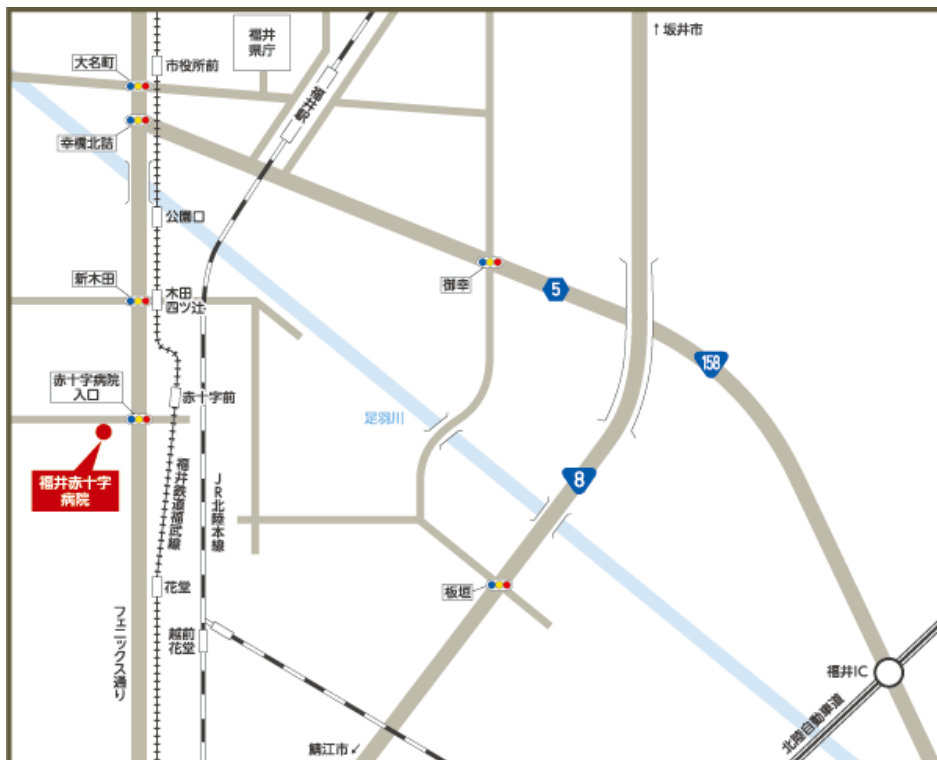 ↑坂井市
福井
県庁
大名町
市役所前
福井駅
幸橋北詰
公園口
新木田
木田
四ツ辻
御幸
5
158
赤十字病院
入口
赤十字前
足羽川
福井赤十字
病院
福井鉄道福武線
JR北陸本線
8
花堂
板垣
フェニックス通り
越前
花堂
福井IC
北陸自動車道
鯖江市↙